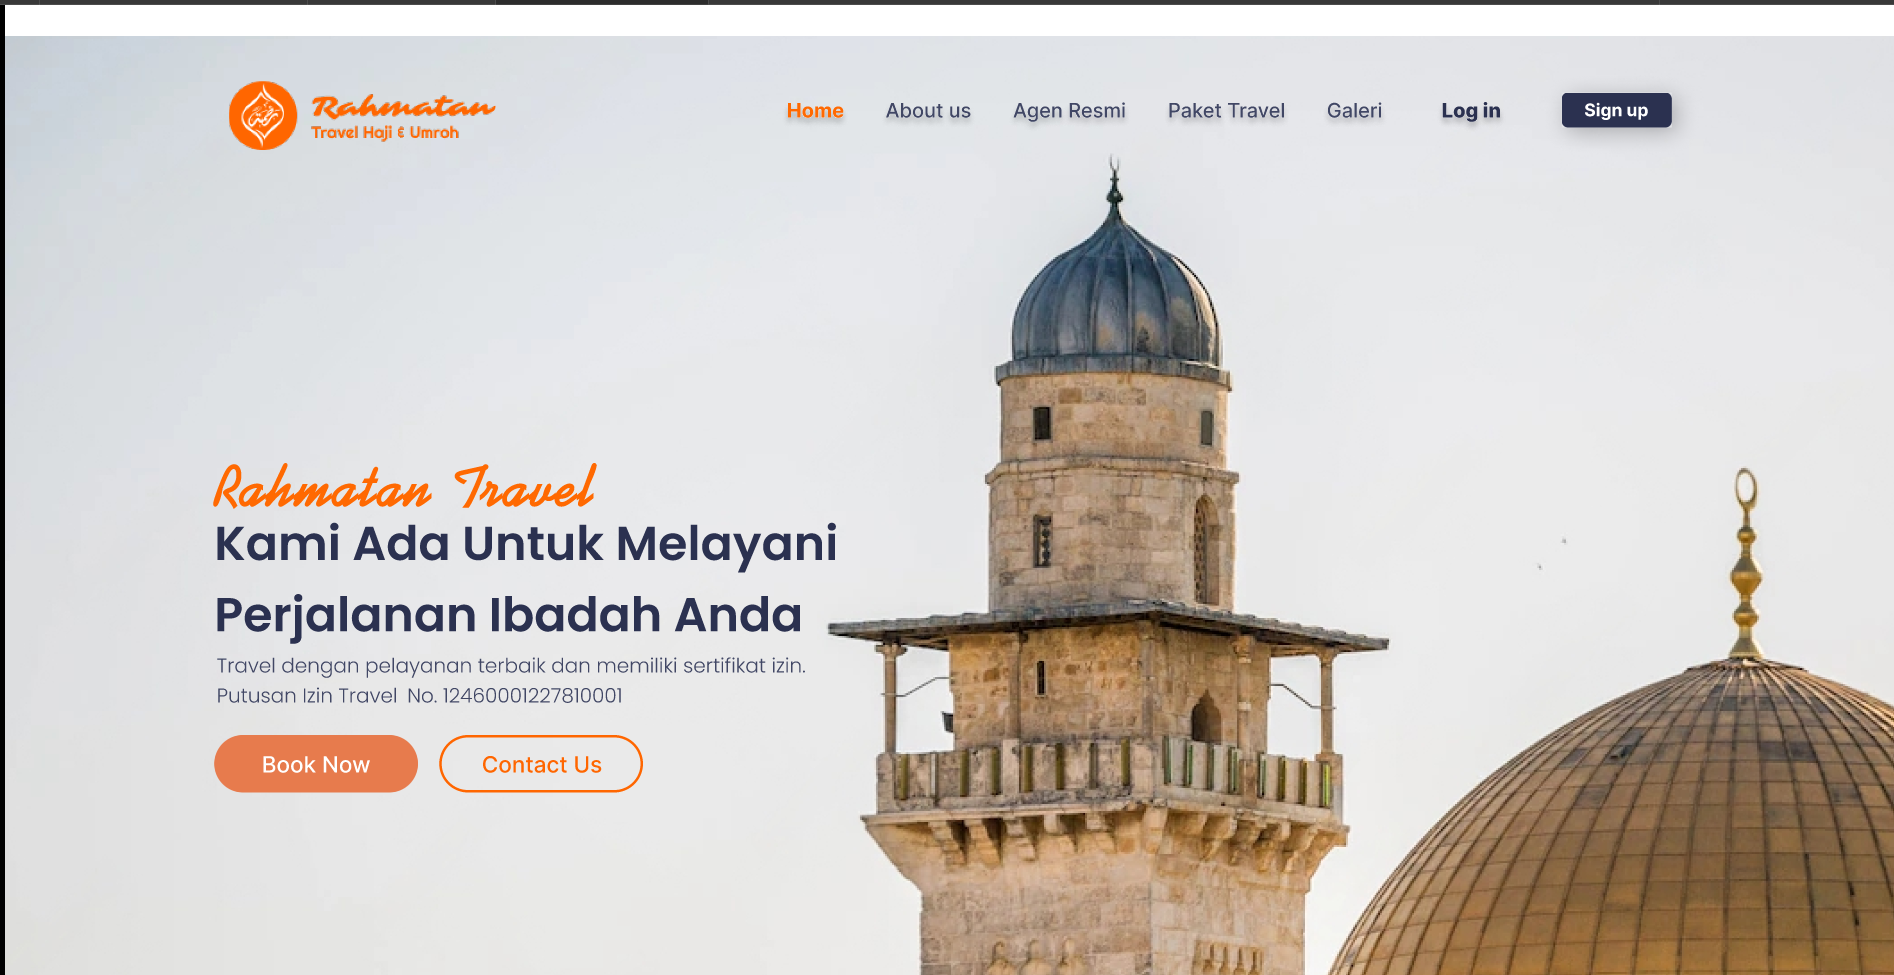 Rahmatan
Travel Haji & Umroh
Home About us Agen Resmi Paket Travel Galeri Log in Sign up
Rahmatan Travel
Kami Ada Untuk Melayani
Perjalanan Ibadah Anda
Travel dengan pelayanan terbaik dan memiliki sertifikat izin.
Putusan Izin Travel No. 12460001227810001
Book Now Contact Us